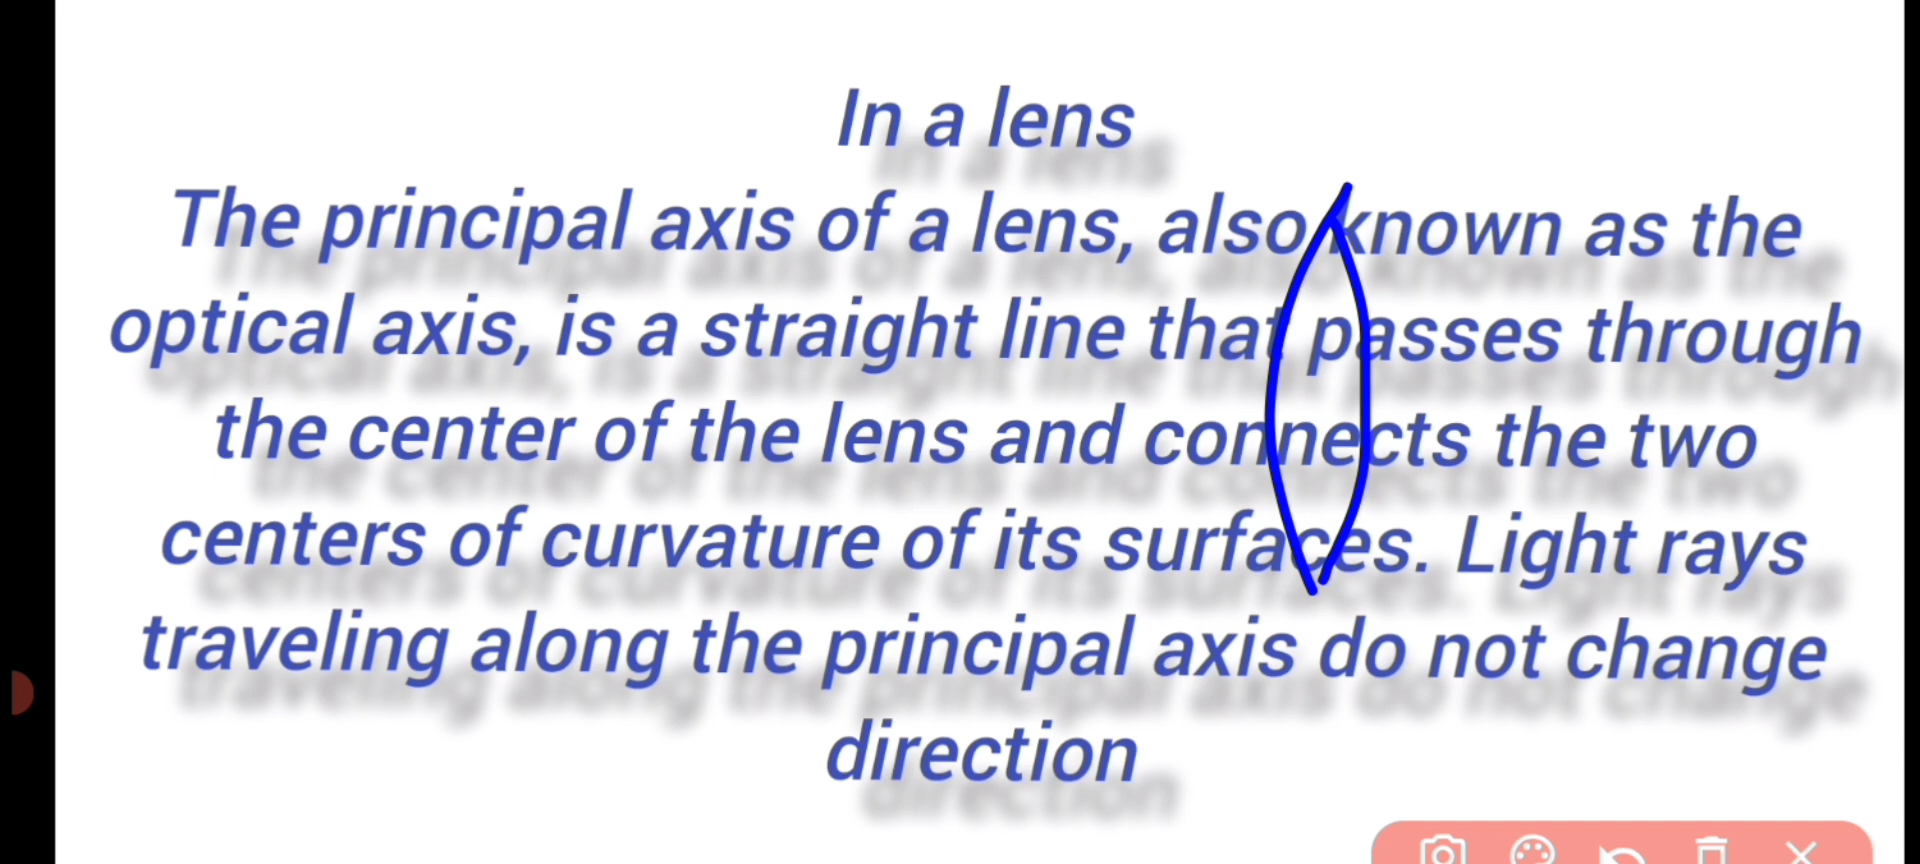 In a lens
The principal axis of a lens, also known as the
optical axis, is a straight line that passes through
the center of the lens and connects the two
centers of curvature of its surfaces. Light rays
traveling along the principal axis do not change
direction